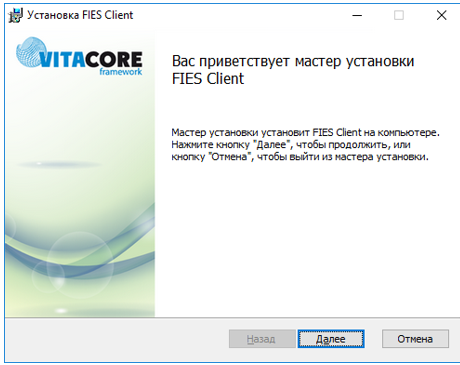 Установка FIES Client
VITACORE
framework
Вас приветствует мастер установки
FIES Client
Мастер установки установит FIES Client на компьютере.
Нажмите кнопку "Далее", чтобы продолжить, или
кнопку "Отмена", чтобы выйти из мастера установки.
Назад
Далее
Отмена